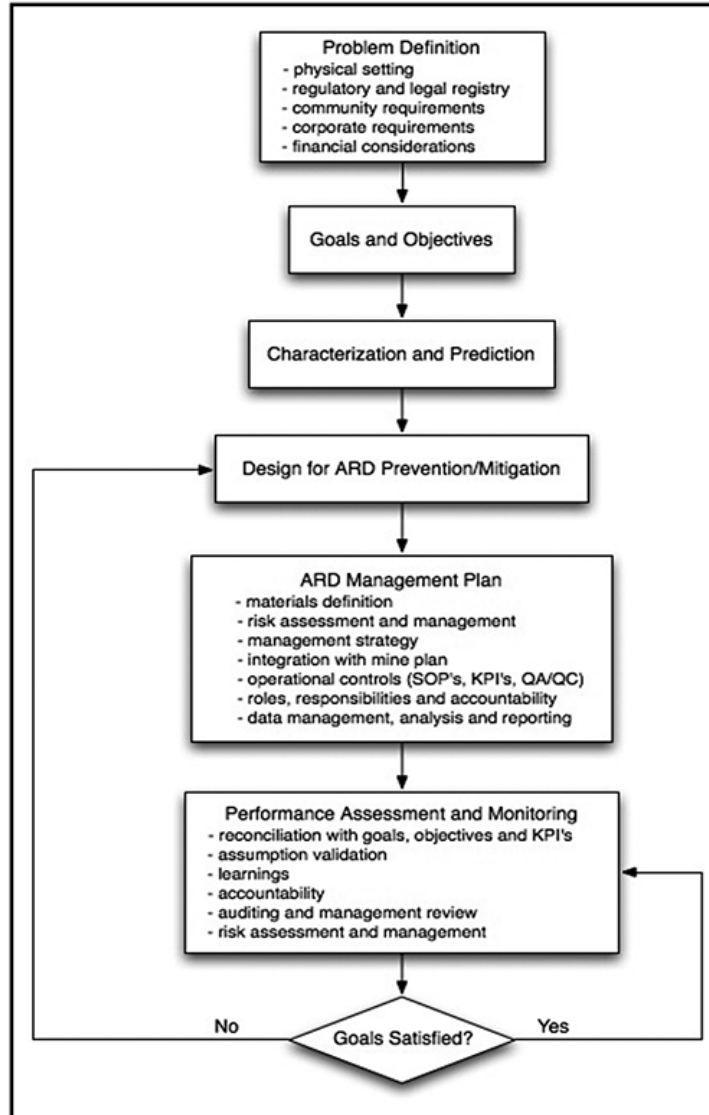 Problem Definition
- physical setting
- regulatory and legal registry
- community requirements
- corporate requirements
- financial considerations
Goals and Objectives
Characterization and Prediction
Design for ARD Prevention/Mitigation
ARD Management Plan
- materials definition
- risk assessment and management
- management strategy
- integration with mine plan
- operational controls (SOP's, KPI's, QA/QC)
- roles, responsibilities and accountability
- data management, analysis and reporting
Performance Assessment and Monitoring
- reconciliation with goals, objectives and KPI's
- assumption validation
- learnings
- accountability
- auditing and management review
- risk assessment and management
No
Goals Satisfied?
Yes